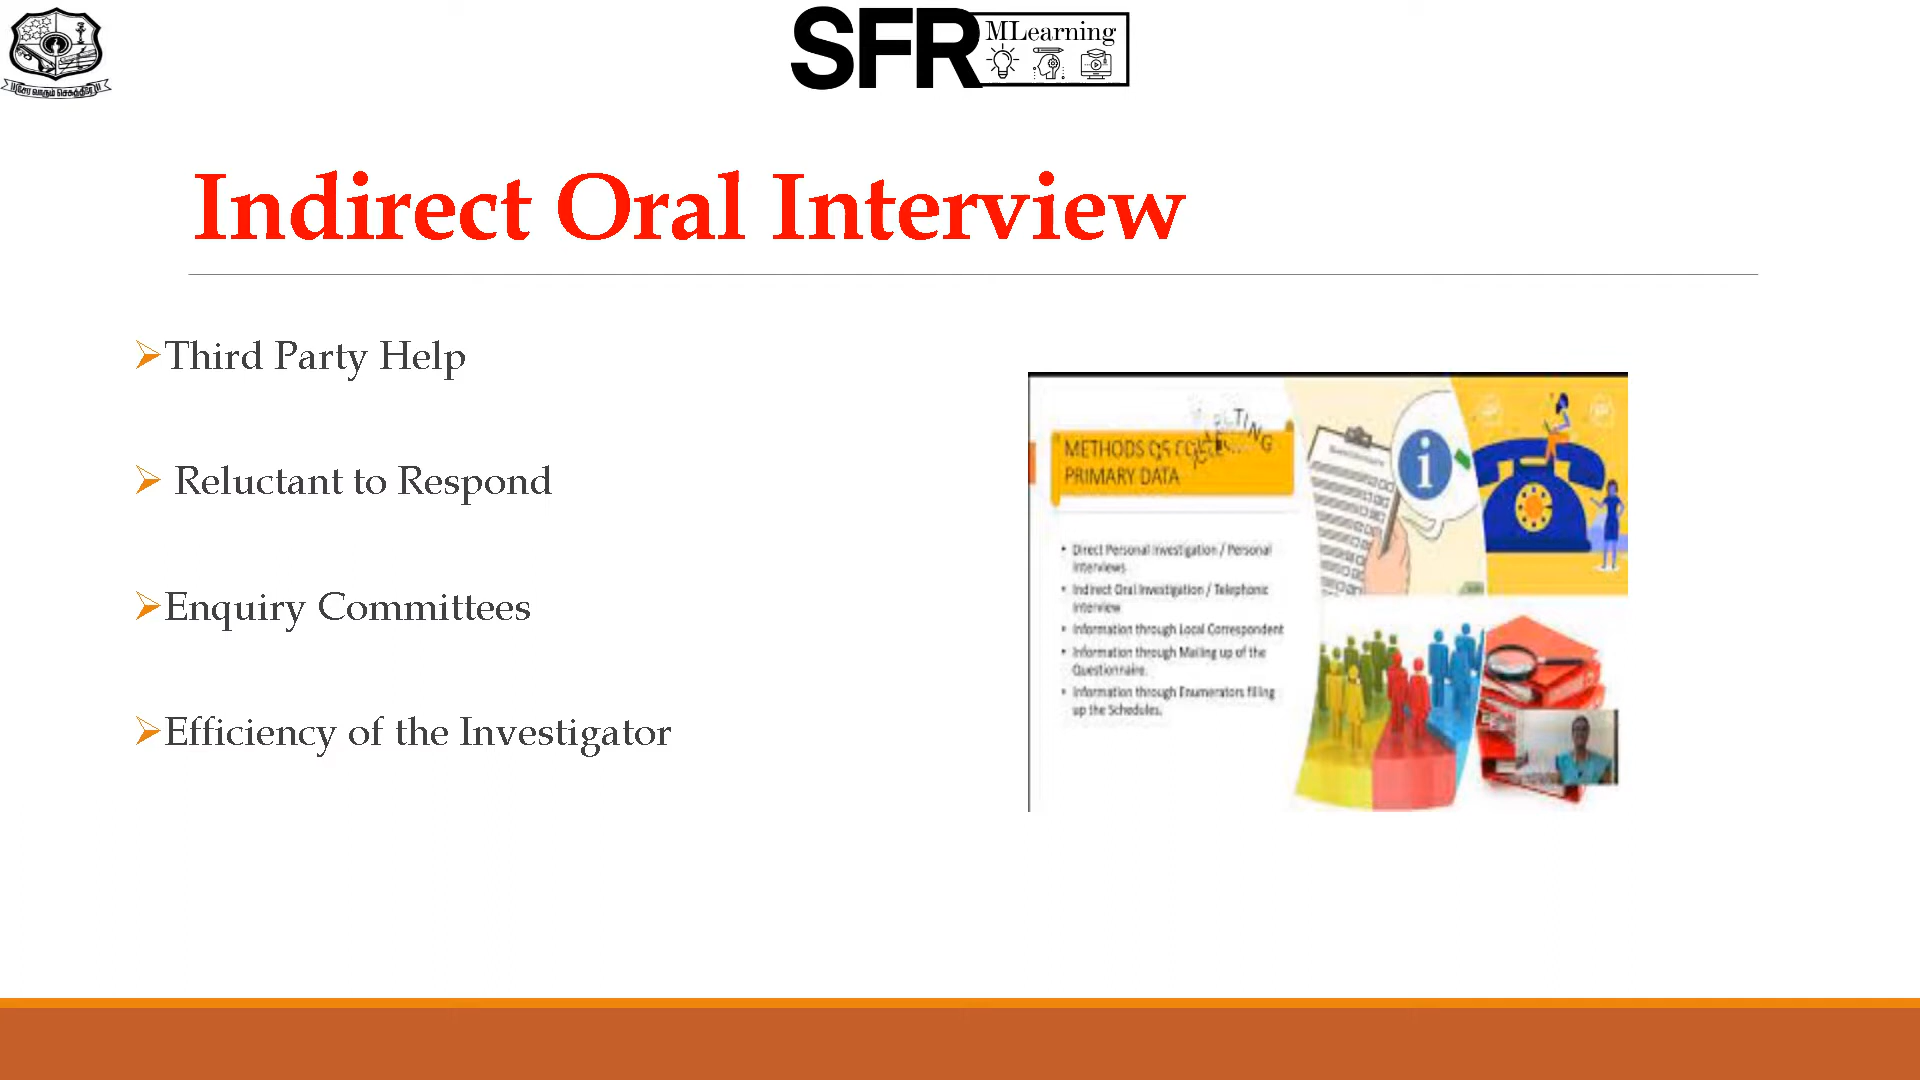 SFR MLearning
Indirect Oral Interview
Third Party Help
Reluctant to Respond
Enquiry Committees
Efficiency of the Investigator
METHODS OF
PRIMARY DATA
• Direct Personal Investigation / Personal
Interviews
• Indirect Oral Investigation / Telephonic
Interview
• Information through Local Correspondent
• Information through Mailing up of the
Questionnaire.
• Information through Enumerators filling
up the Schedules.
i